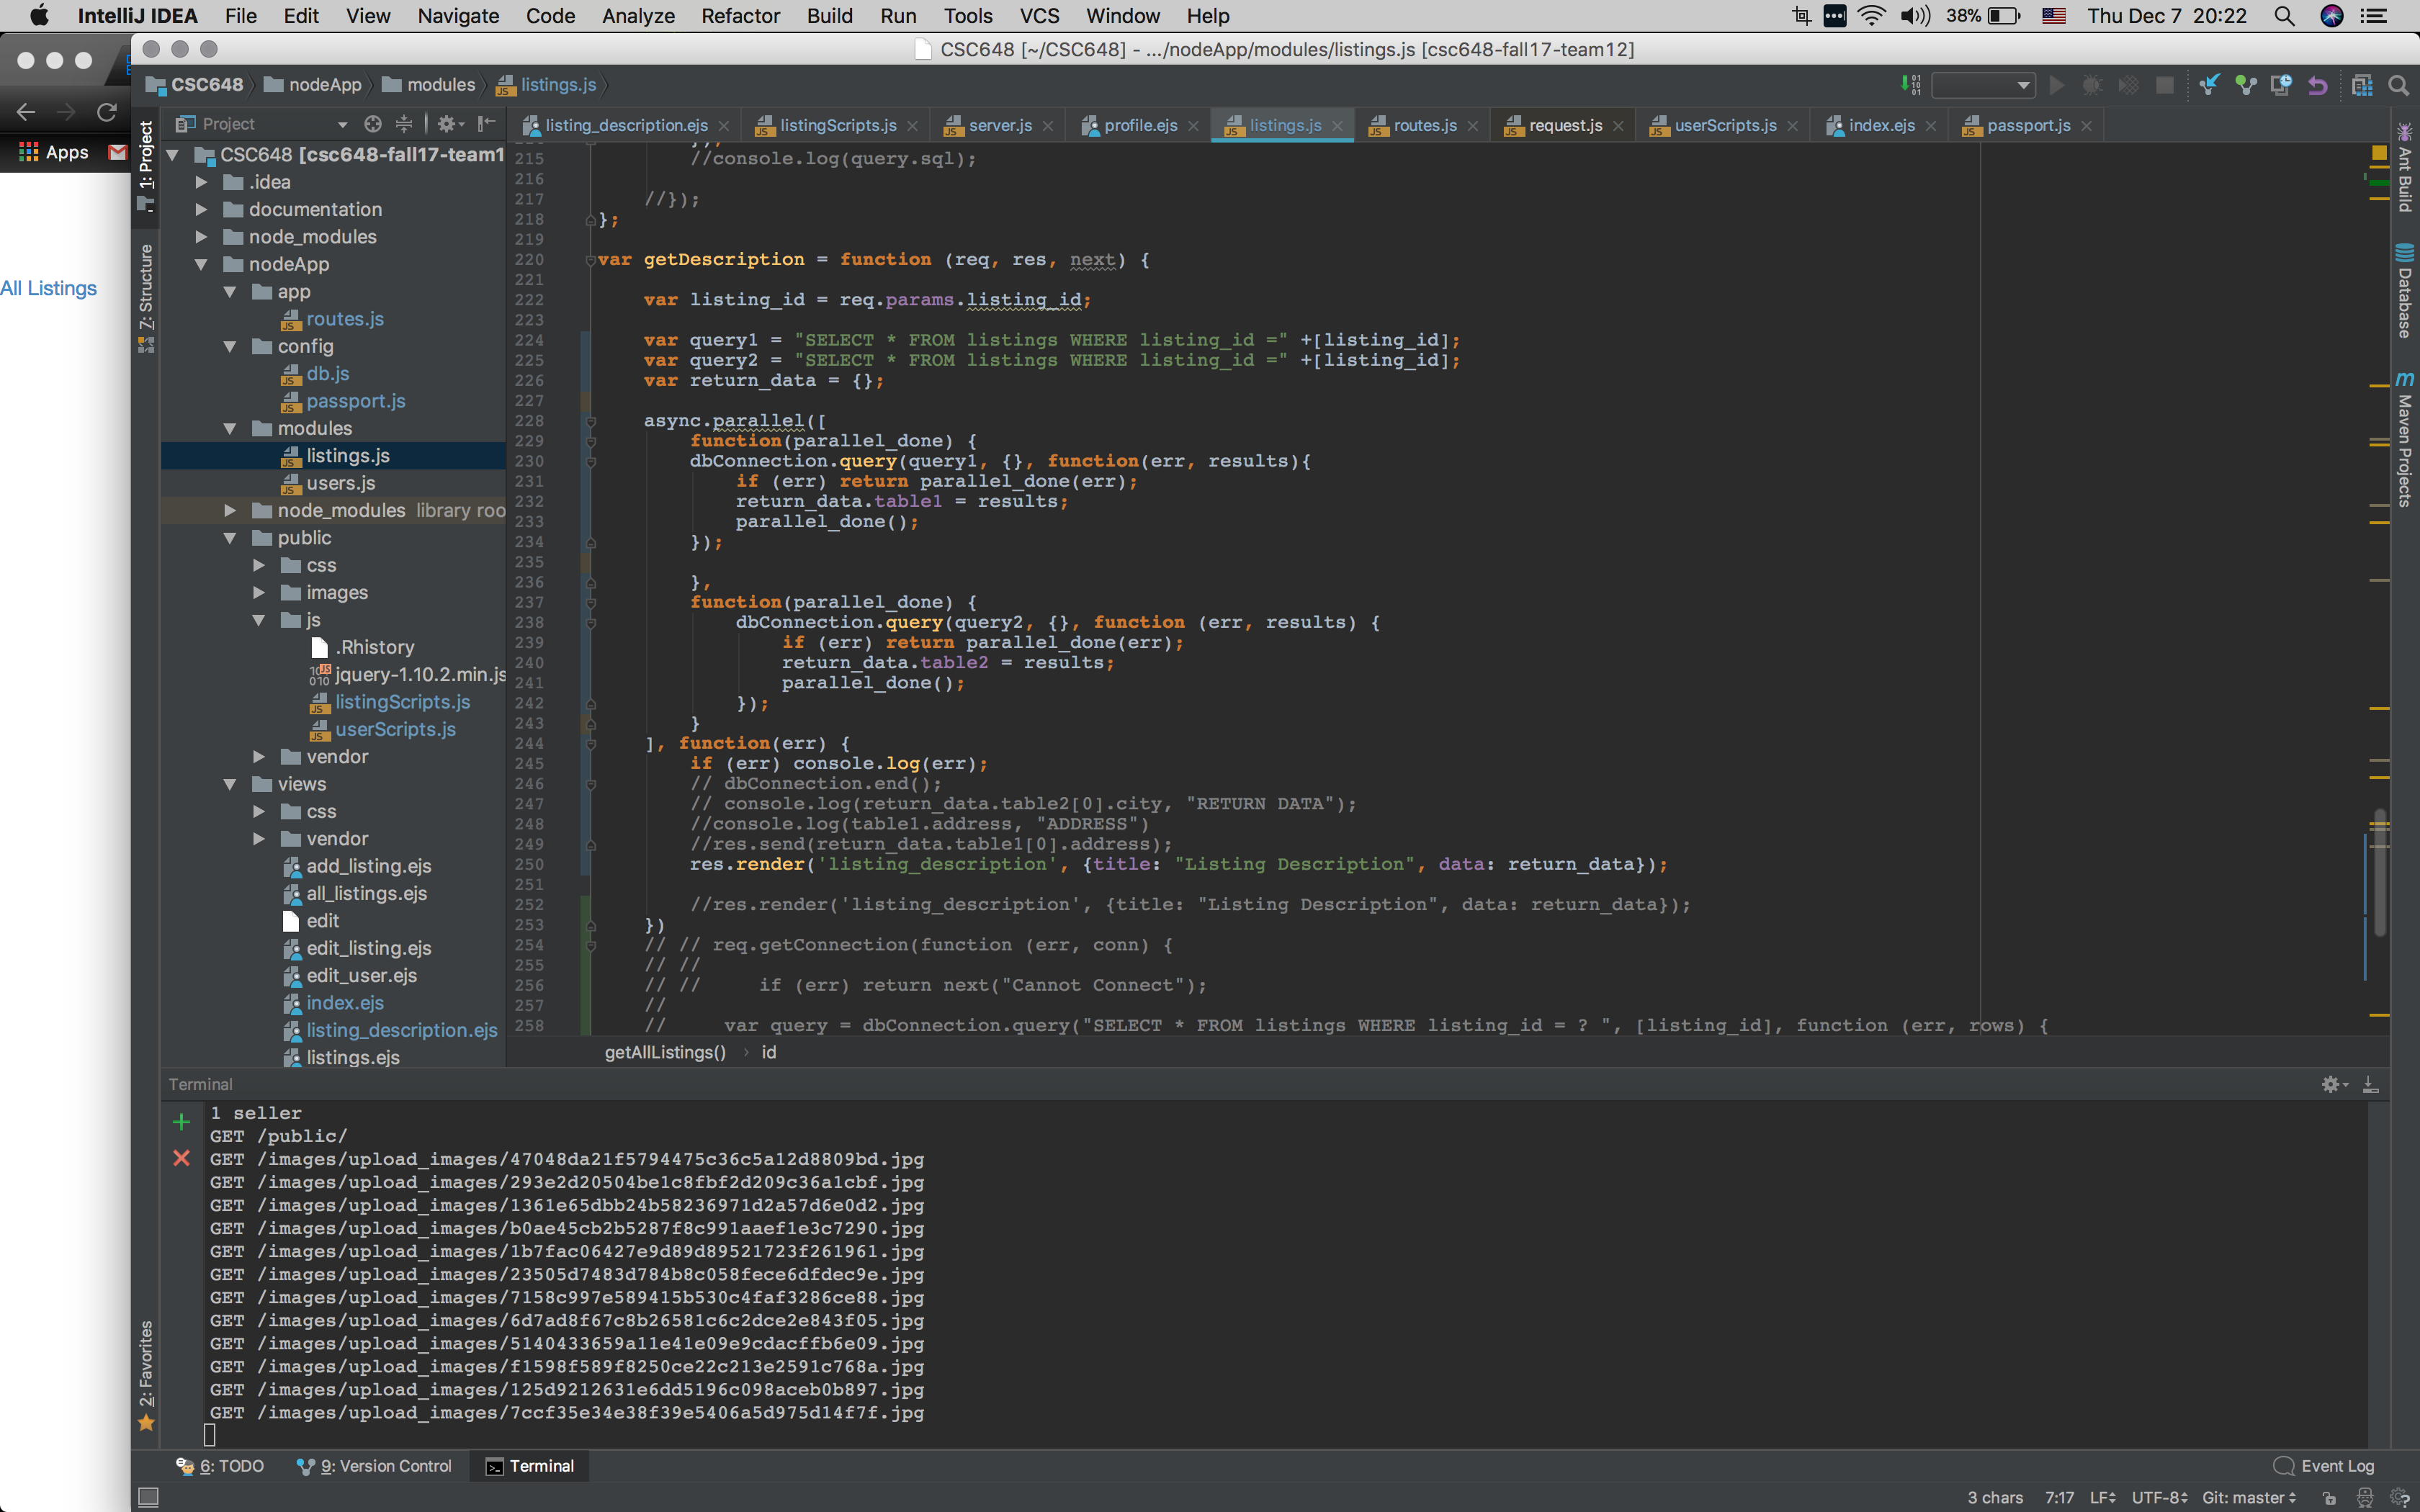 IntelliJ IDEA File Edit View Navigate Code Analyze Refactor Build Run Tools VCS Window Help 38% Thu Dec 7 20:22
CSC648 [~/CSC648] - .../nodeApp/modules/listings.js [csc648-fall17-team12]
CSC648 nodeApp modules listings.js
Apps
All Listings
1: Project
7: Structure
2: Favorites
Project
CSC648 [csc648-fall17-team1
.idea
documentation
node_modules
nodeApp
app
routes.js
config
db.js
passport.js
modules
listings.js
users.js
node_modules library roo
public
css
images
js
.Rhistory
jquery-1.10.2.min.js
listingScripts.js
userScripts.js
vendor
views
css
vendor
add_listing.ejs
all_listings.ejs
edit
edit_listing.ejs
edit_user.ejs
index.ejs
listing_description.ejs
listings.ejs
listing_description.ejs listingScripts.js server.js profile.ejs listings.js routes.js request.js userScripts.js index.ejs passport.js
215 //console.log(query.sql);
216
217 //});
218 };
219
220 var getDescription = function (req, res, next) {
221
222 var listing_id = req.params.listing_id;
223
224 var query1 = "SELECT * FROM listings WHERE listing_id =" +[listing_id];
225 var query2 = "SELECT * FROM listings WHERE listing_id =" +[listing_id];
226 var return_data = {};
227
228 async.parallel([
229 function(parallel_done) {
230 dbConnection.query(query1, {}, function(err, results){
231 if (err) return parallel_done(err);
232 return_data.table1 = results;
233 parallel_done();
234 });
235
236 },
237 function(parallel_done) {
238 dbConnection.query(query2, {}, function (err, results) {
239 if (err) return parallel_done(err);
240 return_data.table2 = results;
241 parallel_done();
242 });
243 }
244 ], function(err) {
245 if (err) console.log(err);
246 // dbConnection.end();
247 // console.log(return_data.table2[0].city, "RETURN DATA");
248 //console.log(table1.address, "ADDRESS")
249 //res.send(return_data.table1[0].address);
250 res.render('listing_description', {title: "Listing Description", data: return_data});
251
252 //res.render('listing_description', {title: "Listing Description", data: return_data});
253 })
254 // // req.getConnection(function (err, conn) {
255 // //
256 // // if (err) return next("Cannot Connect");
257 //
258 // var query = dbConnection.query("SELECT * FROM listings WHERE listing_id = ? ", [listing_id], function (err, rows) {
getAllListings() › id
Ant Build
Database
Maven Projects
Terminal
1 seller
GET /public/
GET /images/upload_images/47048da21f5794475c36c5a12d8809bd.jpg
GET /images/upload_images/293e2d20504be1c8fbf2d209c36a1cbf.jpg
GET /images/upload_images/1361e65dbb24b58236971d2a57d6e0d2.jpg
GET /images/upload_images/b0ae45cb2b5287f8c991aaef1e3c7290.jpg
GET /images/upload_images/1b7fac06427e9d89d89521723f261961.jpg
GET /images/upload_images/23505d7483d784b8c058fece6dfdec9e.jpg
GET /images/upload_images/7158c997e589415b530c4faf3286ce88.jpg
GET /images/upload_images/6d7ad8f67c8b26581c6c2dce2e843f05.jpg
GET /images/upload_images/5140433659a11e41e09e9cdacffb6e09.jpg
GET /images/upload_images/f1598f589f8250ce22c213e2591c768a.jpg
GET /images/upload_images/125d9212631e6dd5196c098aceb0b897.jpg
GET /images/upload_images/7ccf35e34e38f39e5406a5d975d14f7f.jpg
6: TODO 9: Version Control Terminal Event Log
3 chars 7:17 LF UTF-8 Git: master